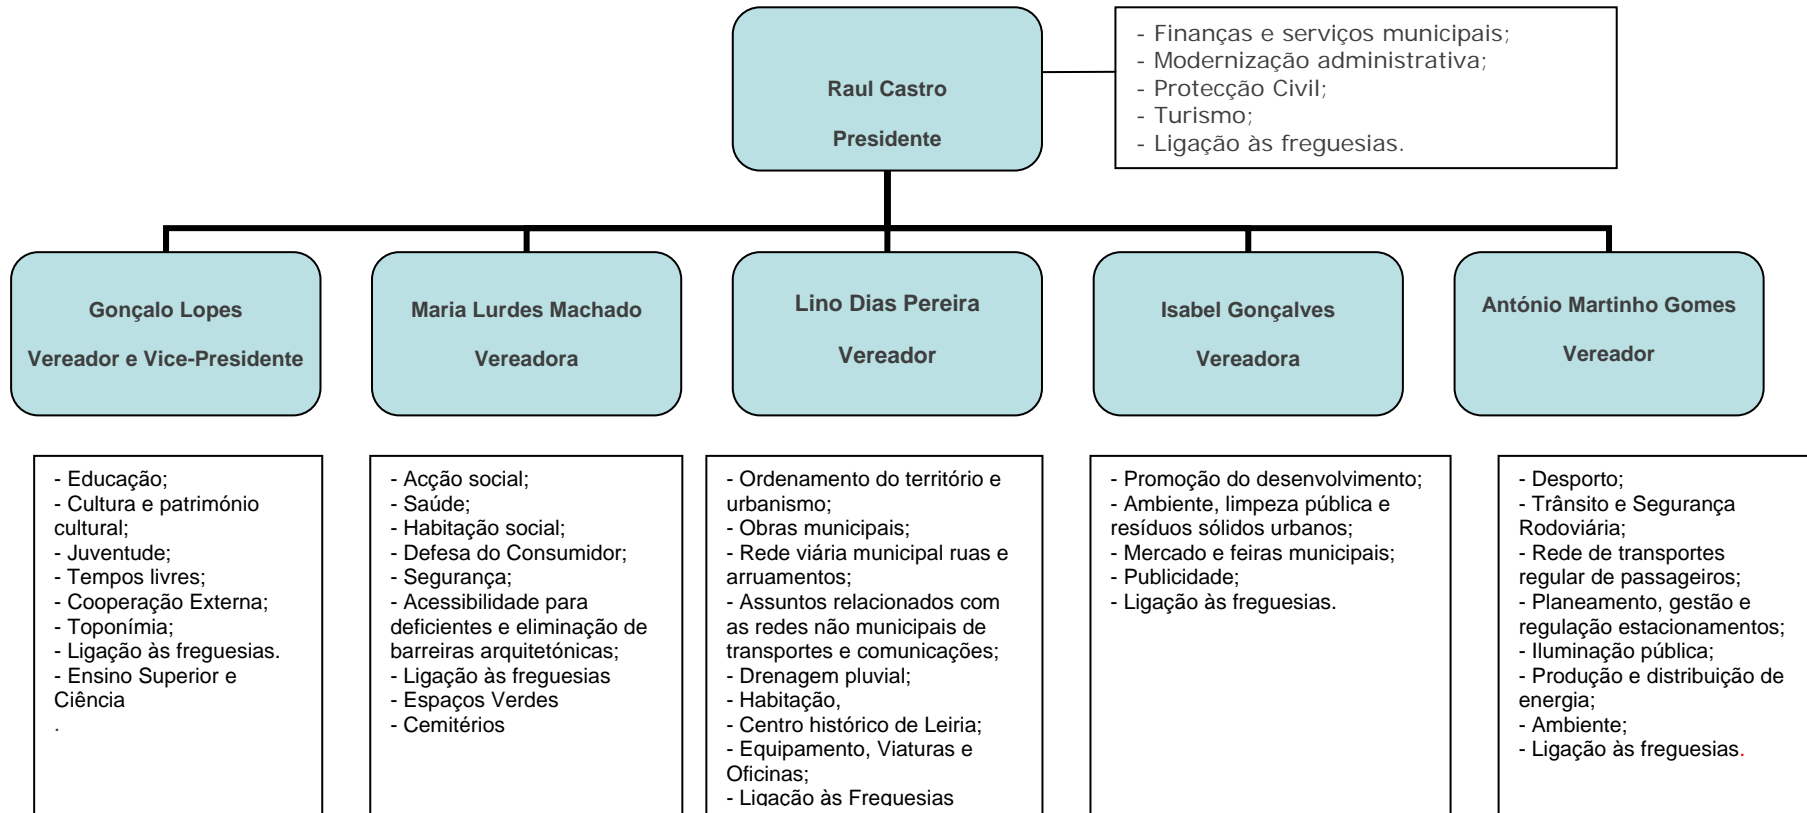 Raul Castro
Presidente
- Finanças e serviços municipais;
- Modernização administrativa;
- Protecção Civil;
- Turismo;
- Ligação às freguesias.
Gonçalo Lopes
Vereador e Vice-Presidente
Maria Lurdes Machado
Vereadora
Lino Dias Pereira
Vereador
Isabel Gonçalves
Vereadora
António Martinho Gomes
Vereador
- Educação;
- Cultura e património
cultural;
- Juventude;
- Tempos livres;
- Cooperação Externa;
- Toponímia;
- Ligação às freguesias.
- Ensino Superior e
Ciência
.
- Acção social;
- Saúde;
- Habitação social;
- Defesa do Consumidor;
- Segurança;
- Acessibilidade para
deficientes e eliminação de
barreiras arquitetónicas;
- Ligação às freguesias
- Espaços Verdes
- Cemitérios
- Ordenamento do território e
urbanismo;
- Obras municipais;
- Rede viária municipal ruas e
arruamentos;
- Assuntos relacionados com
as redes não municipais de
transportes e comunicações;
- Drenagem pluvial;
- Habitação,
- Centro histórico de Leiria;
- Equipamento, Viaturas e
Oficinas;
- Ligação às Freguesias
- Promoção do desenvolvimento;
- Ambiente, limpeza pública e
resíduos sólidos urbanos;
- Mercado e feiras municipais;
- Publicidade;
- Ligação às freguesias.
- Desporto;
- Trânsito e Segurança
Rodoviária;
- Rede de transportes
regular de passageiros;
- Planeamento, gestão e
regulação estacionamentos;
- Iluminação pública;
- Produção e distribuição de
energia;
- Ambiente;
- Ligação às freguesias.